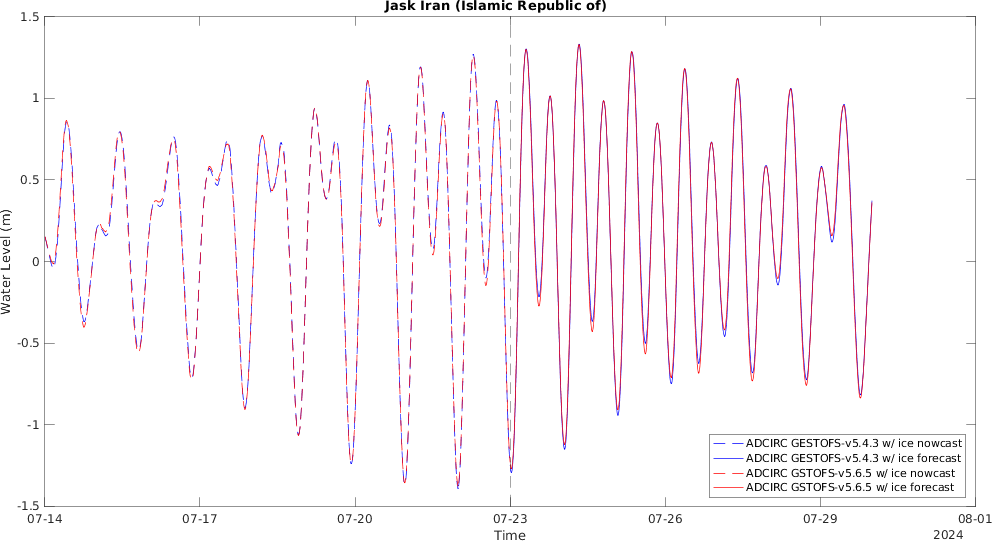 Jask Iran (Islamic Republic of)
1.5
1
0.5
0
-0.5
-1
-1.5
Water Level (m)
ADCIRC GESTOFS-v5.4.3 w/ ice nowcast
ADCIRC GESTOFS-v5.4.3 w/ ice forecast
ADCIRC GSTOFS-v5.6.5 w/ ice nowcast
ADCIRC GSTOFS-v5.6.5 w/ ice forecast
07-14 07-17 07-20 07-23 07-26 07-29 08-01
Time
2024